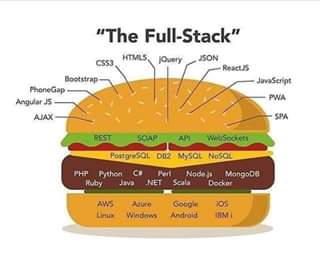 "The Full-Stack"
AJAX
Angular JS
PhoneGap
Bootstrap
CSS3
HTML5
jQuery
JSON
ReactJS
JavaScript
PWA
SPA
REST SOAP API WebSockets
PostgreSQL DB2 MySQL NoSQL
PHP Python C# Perl Node.js MongoDB
Ruby Java .NET Scala Docker
AWS Azure Google iOS
Linux Windows Android IBM i